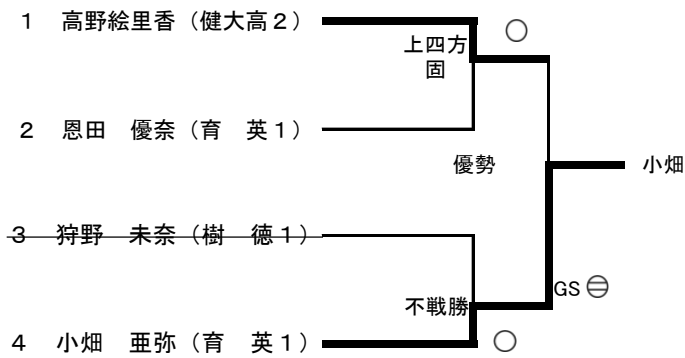 1 高野絵里香（健大高２）
上四方
固
○
2 恩田 優奈（育 英１）
優勢
小畑
3 狩野 未奈（樹 徳１）
不戦勝
GS ⊖
4 小畑 亜弥（育 英１）
○